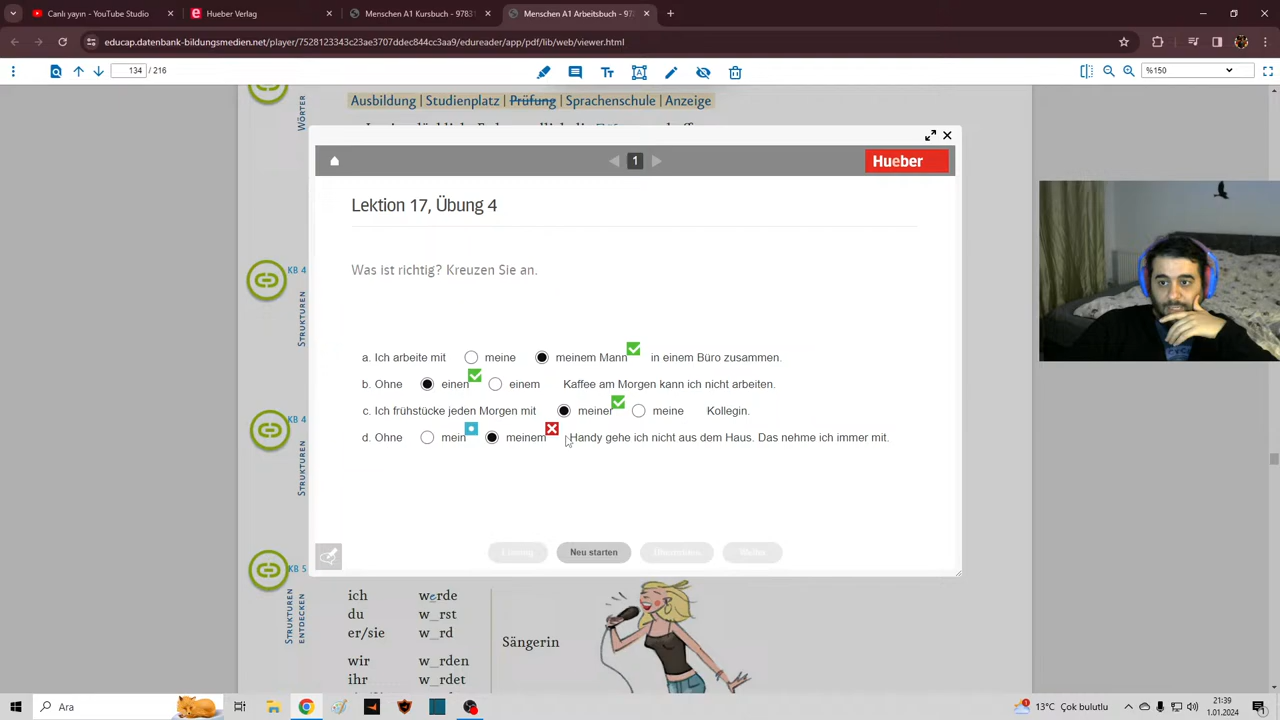 Canlı yayın - YouTube Studio
Hueber Verlag
Menschen A1 Kursbuch - 9783
Menschen A1 Arbeitsbuch - 978
educap.datenbank-bildungsmedien.net/player/7528123343c23ae3707ddec844cc3aa9/edureader/app/pdf/lib/web/viewer.html
134 / 216
%150
WÖRTER
Ausbildung | Studienplatz | Prüfung | Sprachenschule | Anzeige
1
Hueber
Lektion 17, Übung 4
Was ist richtig? Kreuzen Sie an.
KB 4
STRUKTUREN
a. Ich arbeite mit meine meinem Mann in einem Büro zusammen.
b. Ohne einen einem Kaffee am Morgen kann ich nicht arbeiten.
c. Ich frühstücke jeden Morgen mit meiner meine Kollegin.
d. Ohne mein meinem Handy gehe ich nicht aus dem Haus. Das nehme ich immer mit.
KB 4
STRUKTUREN
Lösung Neu starten Weiter
KB 5
STRUKTUREN
ENTDECKEN
ich werde
du w_rst
er/sie w_rd
Sängerin
wir w_rden
ihr w_rdet
Ara
13°C Çok bulutlu
21:39
1.01.2024